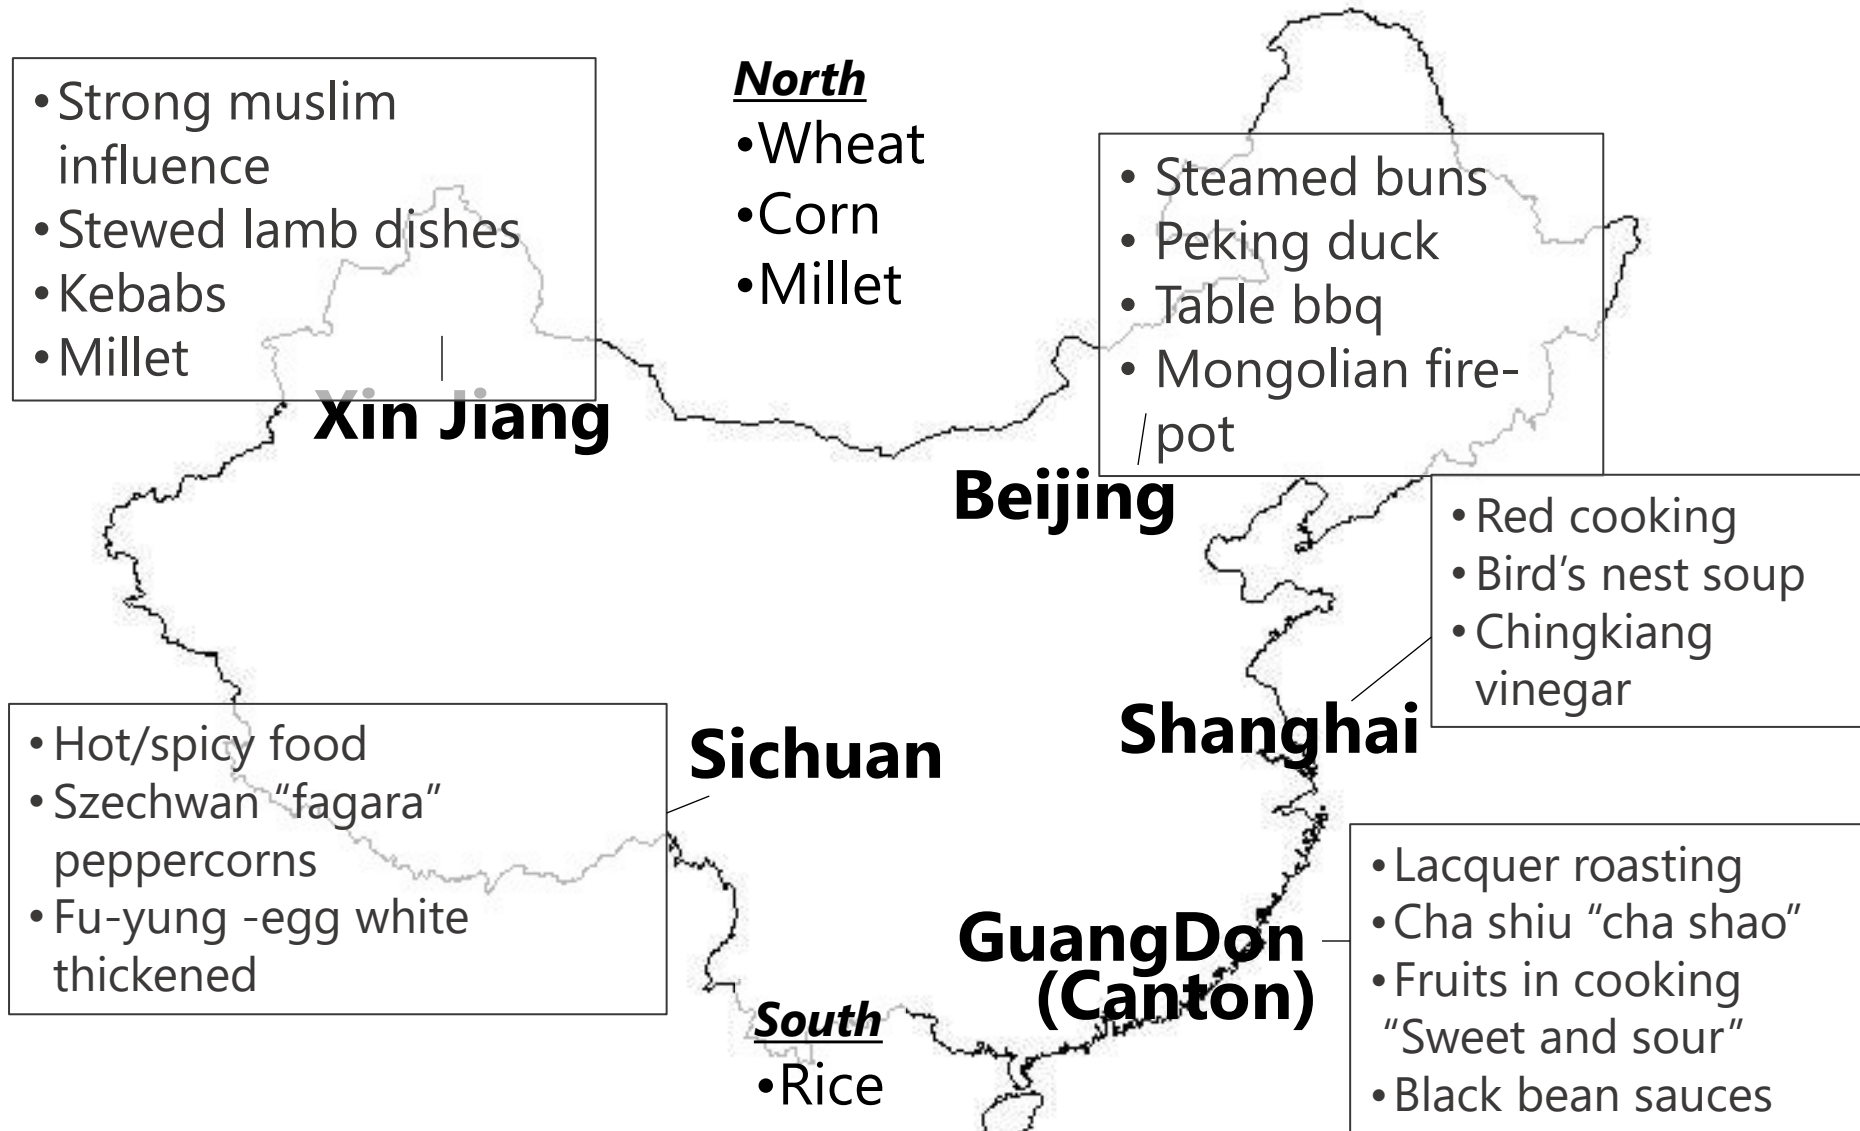 • Strong muslim
influence
• Stewed lamb dishes
• Kebabs
• Millet
Xin Jiang
North
• Wheat
• Corn
• Millet
• Steamed buns
• Peking duck
• Table bbq
• Mongolian fire-
pot
Beijing
• Red cooking
• Bird’s nest soup
• Chingkiang
vinegar
Shanghai
• Hot/spicy food
• Szechwan “fagara”
peppercorns
• Fu-yung -egg white
thickened
Sichuan
GuangDon
(Canton)
• Lacquer roasting
• Cha shiu “cha shao”
• Fruits in cooking
“Sweet and sour”
• Black bean sauces
South
• Rice